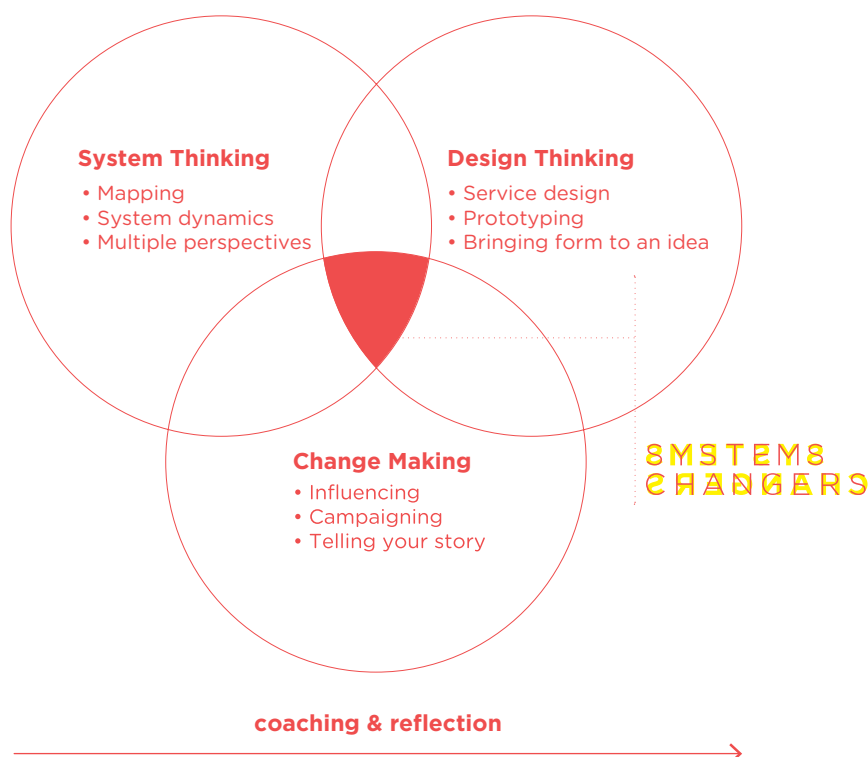 System Thinking
• Mapping
• System dynamics
• Multiple perspectives
Design Thinking
• Service design
• Prototyping
• Bringing form to an idea
Change Making
• Influencing
• Campaigning
• Telling your story
SMSTEMS
CHANGERS
coaching & reflection